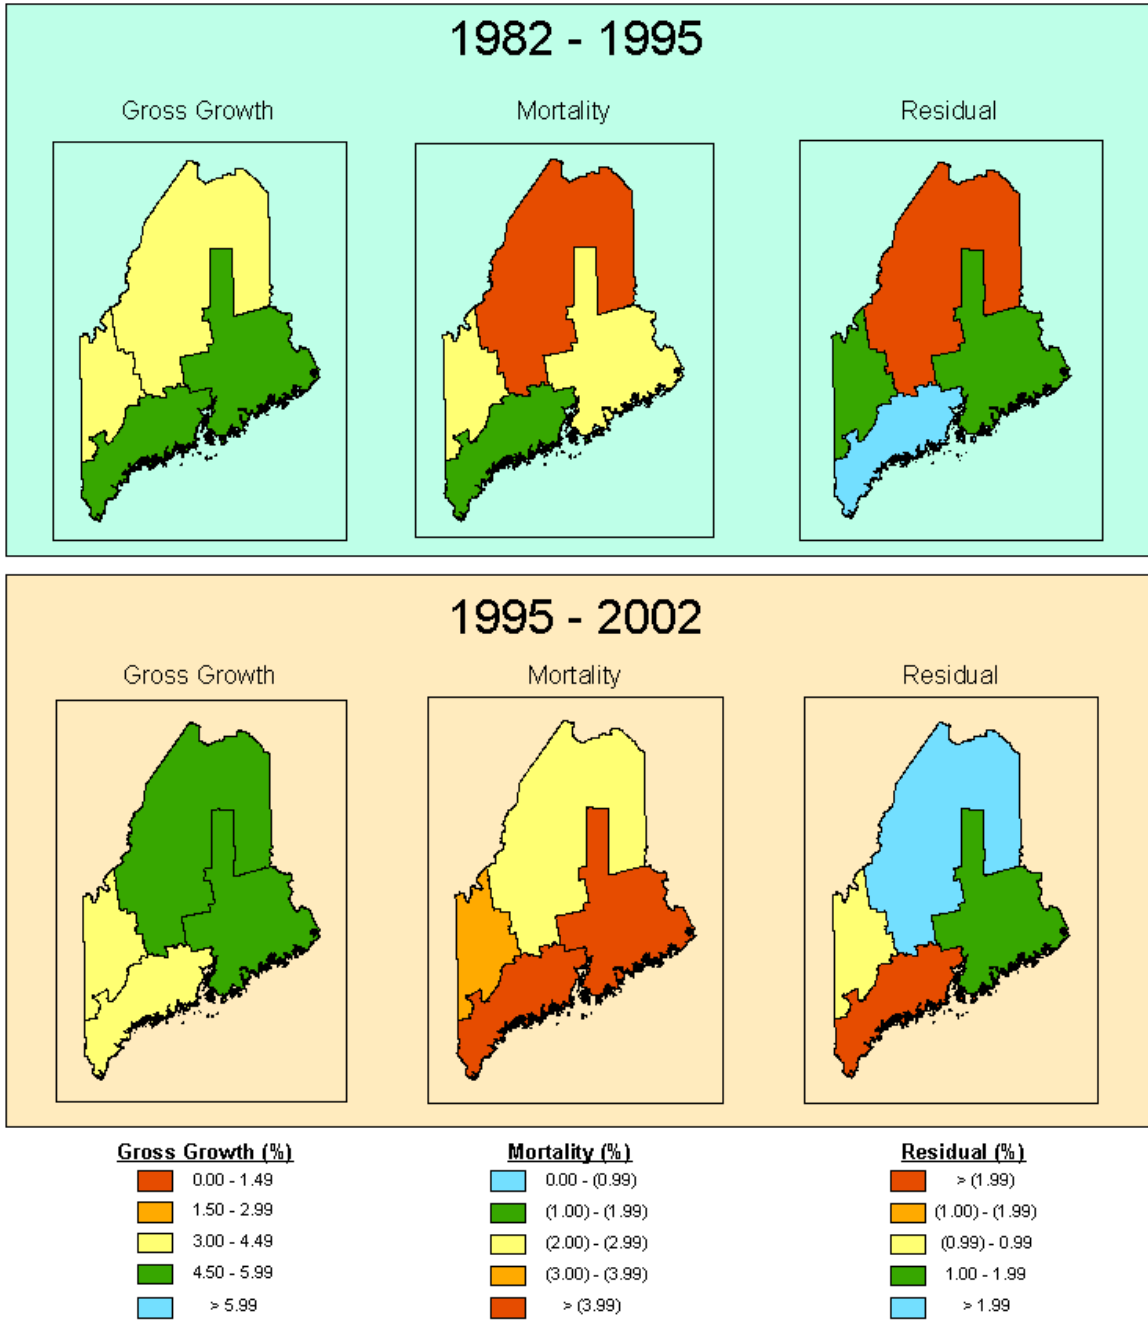 1982 - 1995
Gross Growth
Mortality
Residual
1995 - 2002
Gross Growth
Mortality
Residual
Gross Growth (%)
0.00 - 1.49
1.50 - 2.99
3.00 - 4.49
4.50 - 5.99
> 5.99
Mortality (%)
0.00 - (0.99)
(1.00) - (1.99)
(2.00) - (2.99)
(3.00) - (3.99)
> (3.99)
Residual (%)
> (1.99)
(1.00) - (1.99)
(0.99) - 0.99
1.00 - 1.99
> 1.99